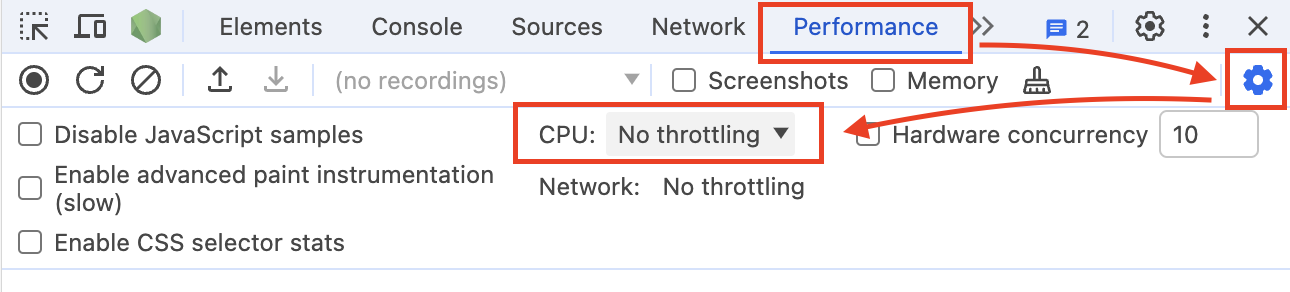 Elements Console Sources Network Performance 2
(no recordings) Screenshots Memory
Disable JavaScript samples CPU: No throttling Hardware concurrency 10
Enable advanced paint instrumentation
(slow)
Network: No throttling
Enable CSS selector stats